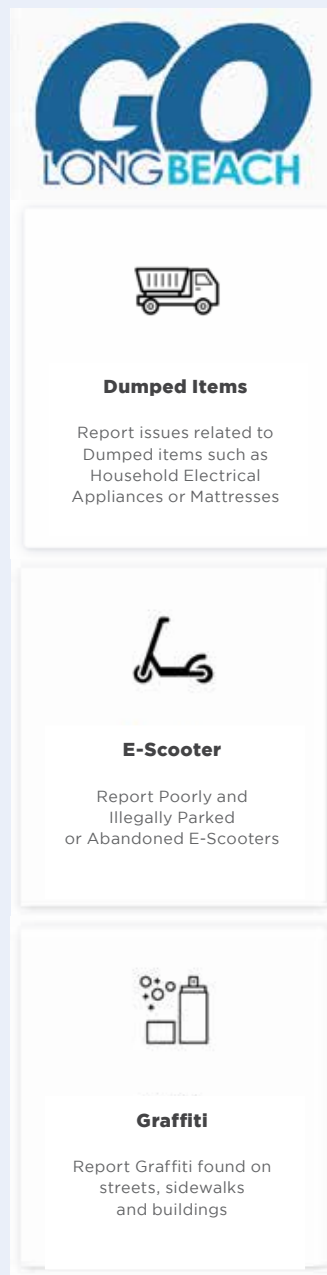 GO
LONGBEACH
Dumped Items
Report issues related to
Dumped items such as
Household Electrical
Appliances or Mattresses
E-Scooter
Report Poorly and
Illegally Parked
or Abandoned E-Scooters
Graffiti
Report Graffiti found on
streets, sidewalks
and buildings